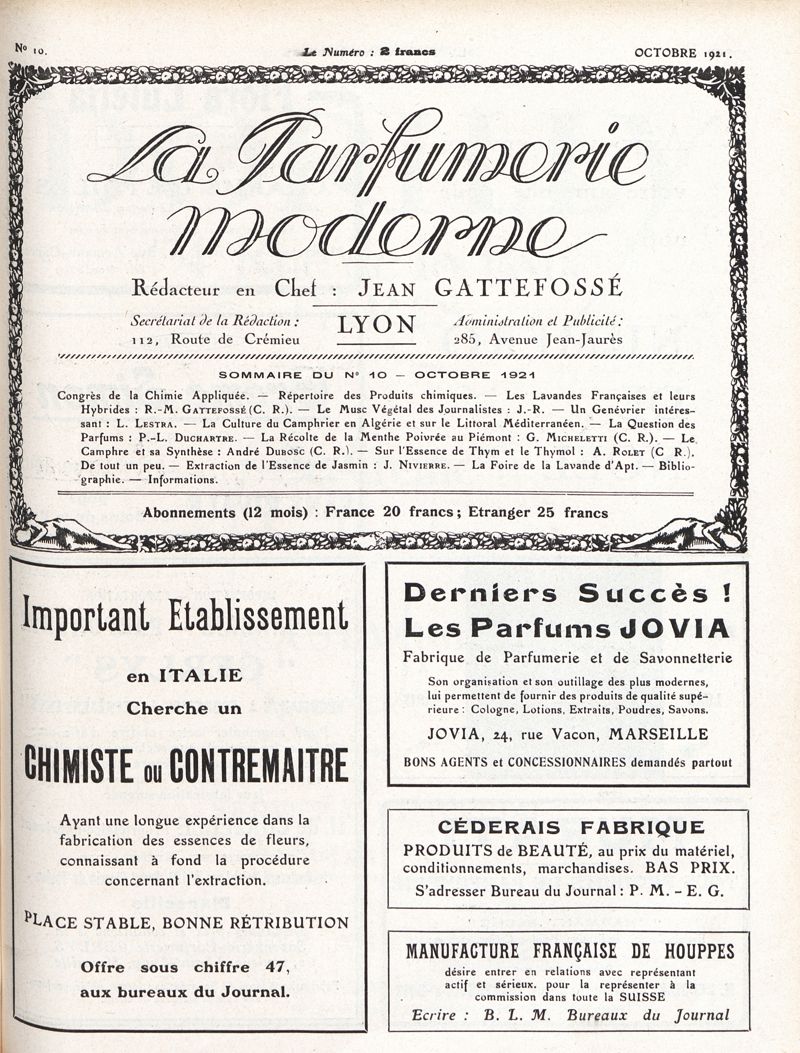 No 10.
Le Numéro : 2 francs
OCTOBRE 1921.
La Parfumerie
moderne
Rédacteur en Chef : JEAN GATTEFOSSÉ
Secrétariat de la Rédaction :
112, Route de Crémieu
LYON
Administration et Publicité :
285, Avenue Jean-Jaurès
SOMMAIRE DU No 10 — OCTOBRE 1921
Congrès de la Chimie Appliquée. — Répertoire des Produits chimiques. — Les Lavandes Françaises et leurs
Hybrides : R.-M. GATTEFOSSÉ (C. R.). — Le Musc Végétal des Journalistes : J.-R. — Un Genévrier intéres-
sant : L. LESTRA. — La Culture du Camphrier en Algérie et sur le Littoral Méditerranéen. — La Question des
Parfums : P.-L. DUCHARTRE. — La Récolte de la Menthe Poivrée au Piémont : G. MICHELETTI (C. R.). — Le
Camphre et sa Synthèse : André DUBOSC (C. R.). — Sur l'Essence de Thym et le Thymol : A. ROLET (C R.).
De tout un peu. — Extraction de l'Essence de Jasmin : J. NIVIERRE. — La Foire de la Lavande d'Apt. — Biblio-
graphie. — Informations.
Abonnements (12 mois) : France 20 francs ; Etranger 25 francs
Important Etablissement
en ITALIE
Cherche un
CHIMISTE ou CONTREMAITRE
Ayant une longue expérience dans la
fabrication des essences de fleurs,
connaissant à fond la procédure
concernant l'extraction.
PLACE STABLE, BONNE RÉTRIBUTION
Offre sous chiffre 47,
aux bureaux du Journal.
Derniers Succès !
Les Parfums JOVIA
Fabrique de Parfumerie et de Savonnetterie
Son organisation et son outillage des plus modernes,
lui permettent de fournir des produits de qualité supé-
rieure : Cologne, Lotions, Extraits, Poudres, Savons.
JOVIA, 24, rue Vacon, MARSEILLE
BONS AGENTS et CONCESSIONNAIRES demandés partout
CÉDERAIS FABRIQUE
PRODUITS de BEAUTÉ, au prix du matériel,
conditionnements, marchandises. BAS PRIX.
S'adresser Bureau du Journal : P. M. - E. G.
MANUFACTURE FRANÇAISE DE HOUPPES
désire entrer en relations avec représentant
actif et sérieux. pour la représenter à la
commission dans toute la SUISSE
Ecrire : B. L. M. Bureaux du Journal